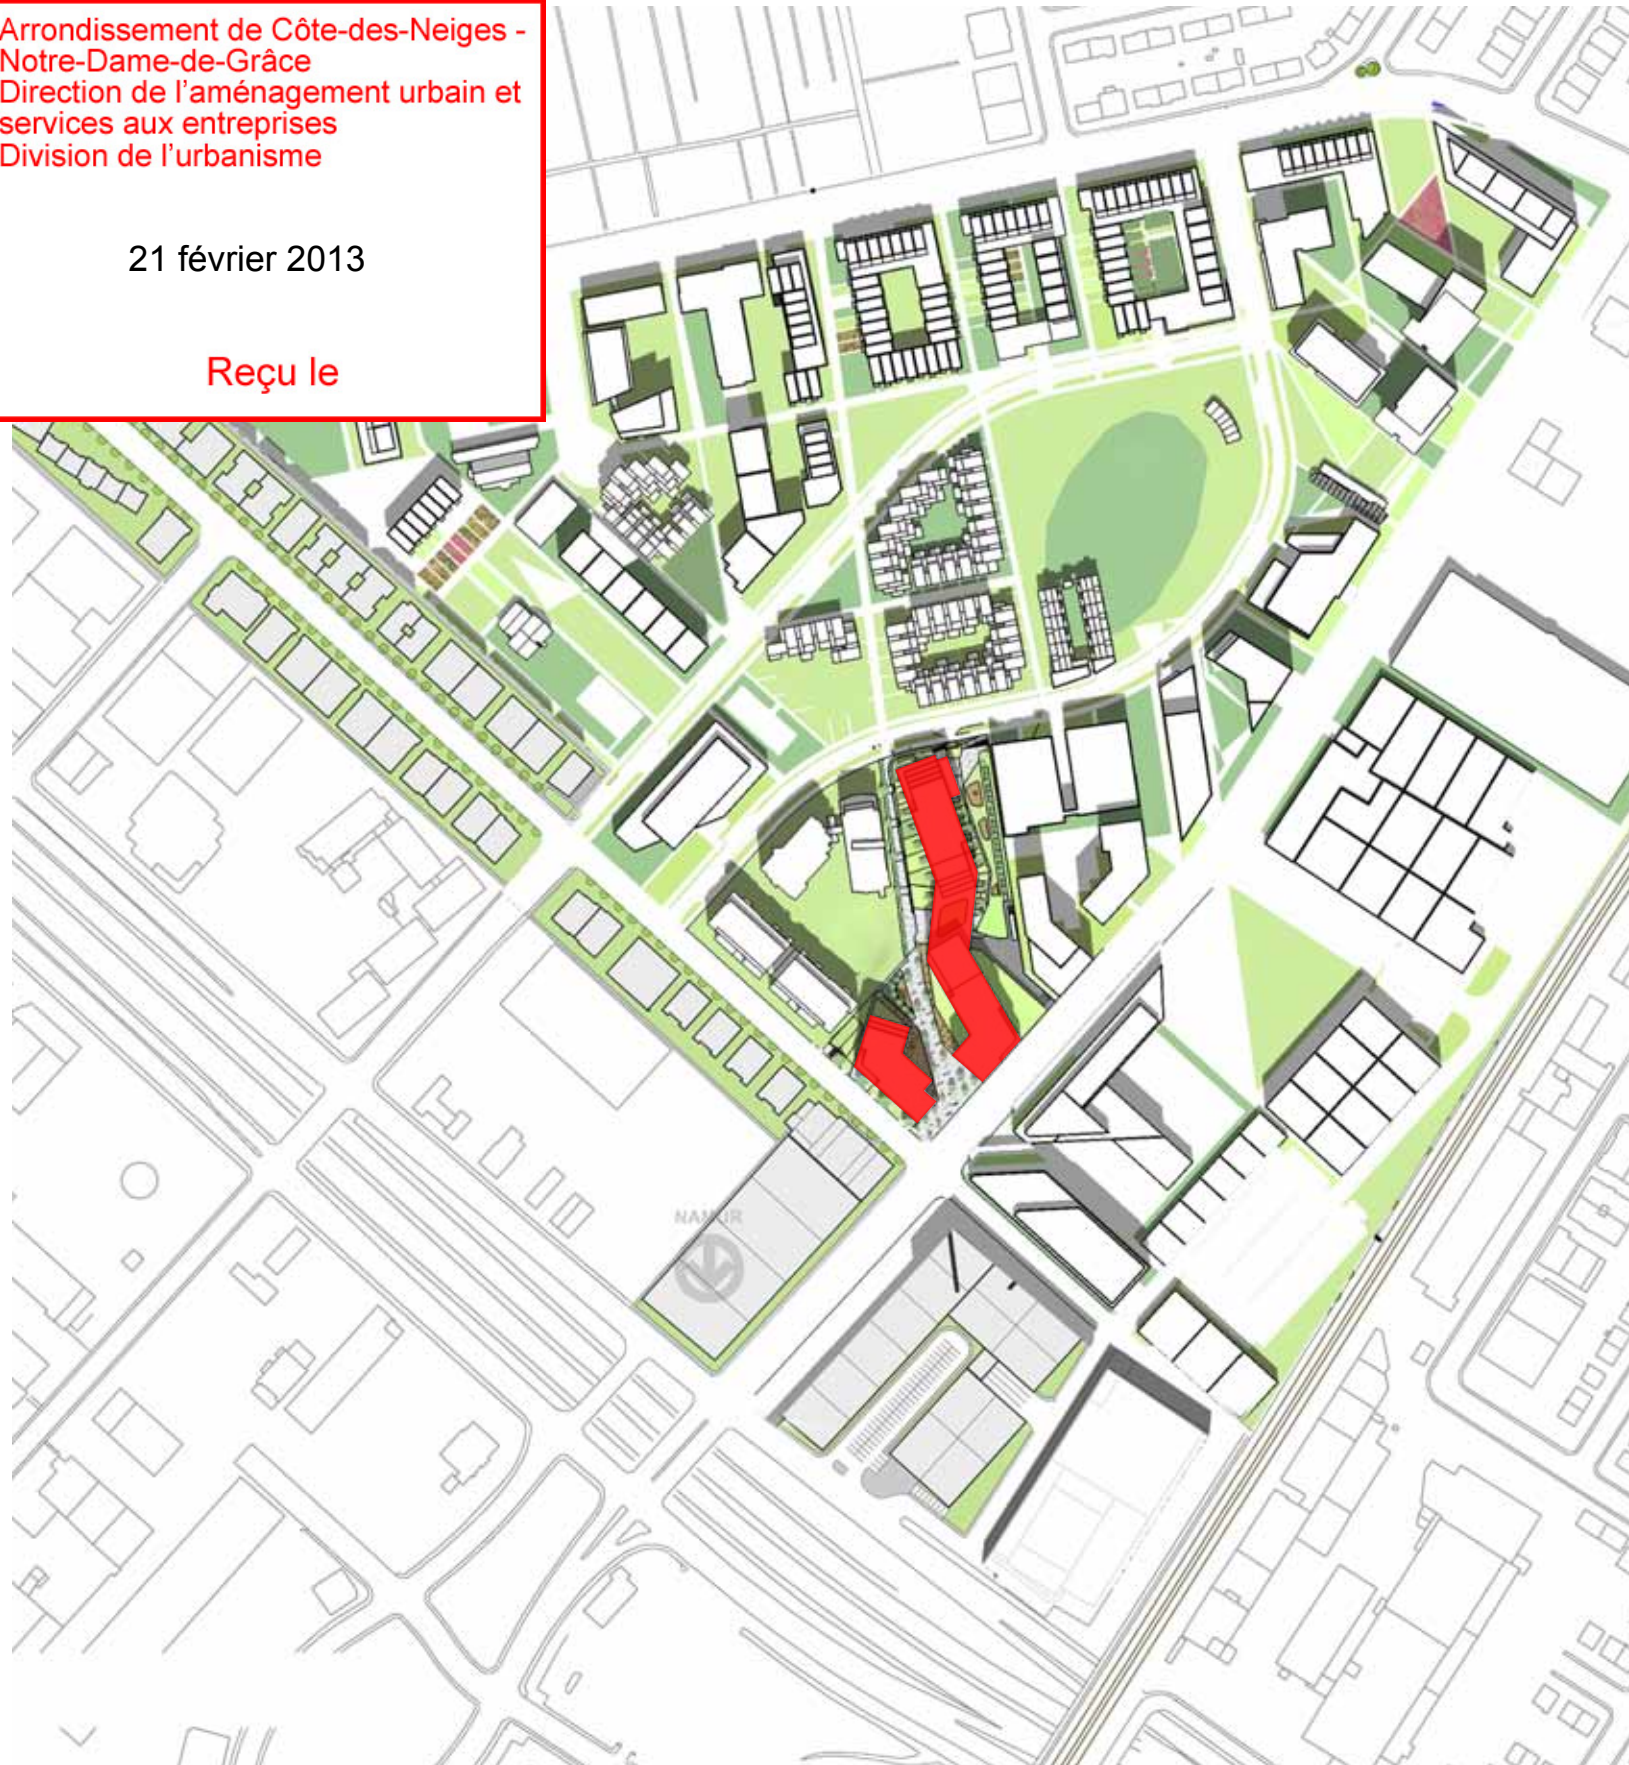 Arrondissement de Côte-des-Neiges -
Notre-Dame-de-Grâce
Direction de l'aménagement urbain et
services aux entreprises
Division de l'urbanisme
21 février 2013
Reçu le
NAMUR